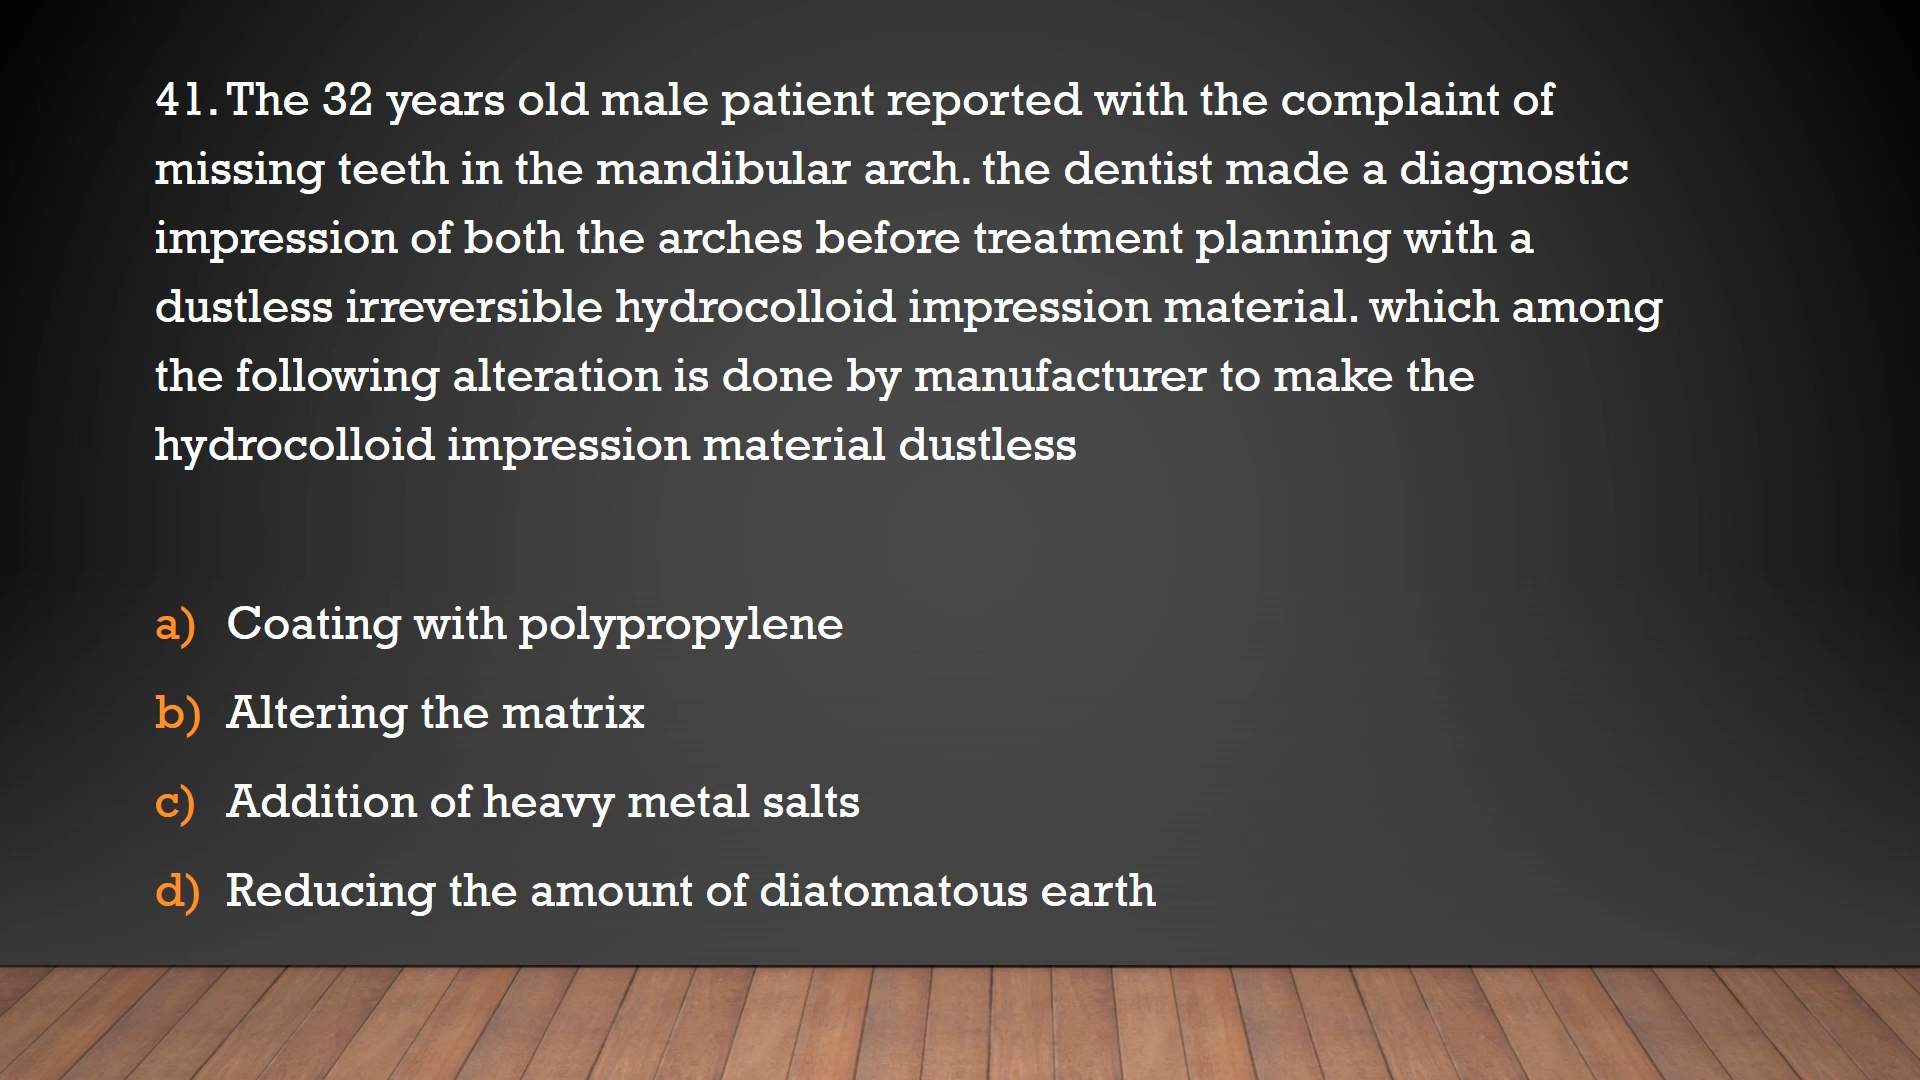 41. The 32 years old male patient reported with the complaint of
missing teeth in the mandibular arch. the dentist made a diagnostic
impression of both the arches before treatment planning with a
dustless irreversible hydrocolloid impression material. which among
the following alteration is done by manufacturer to make the
hydrocolloid impression material dustless
a) Coating with polypropylene
b) Altering the matrix
c) Addition of heavy metal salts
d) Reducing the amount of diatomatous earth